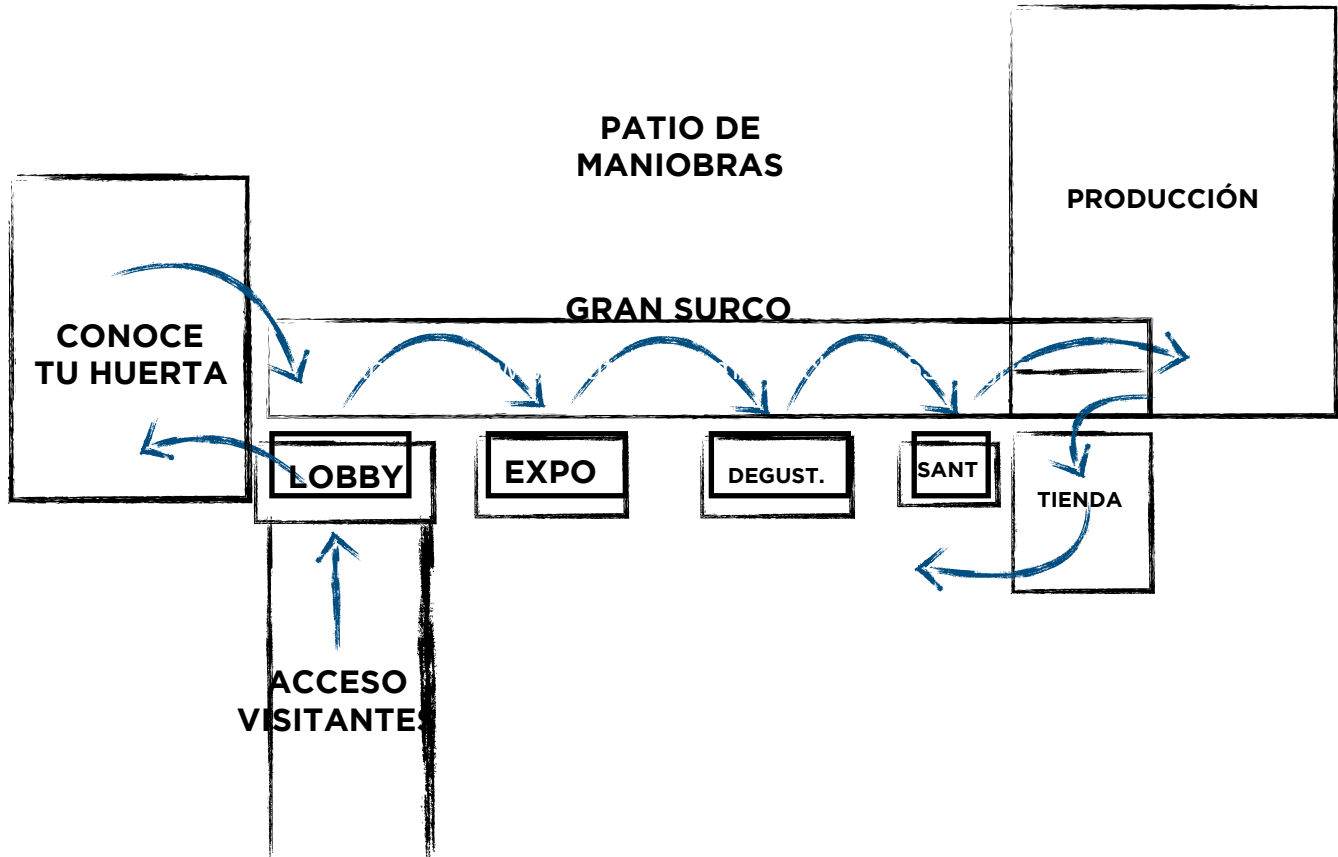 PATIO DE
MANIOBRAS
PRODUCCIÓN
GRAN SURCO
CONOCE
TU HUERTA
LOBBY
EXPO
DEGUST.
SANT
TIENDA
ACCESO
VISITANTES